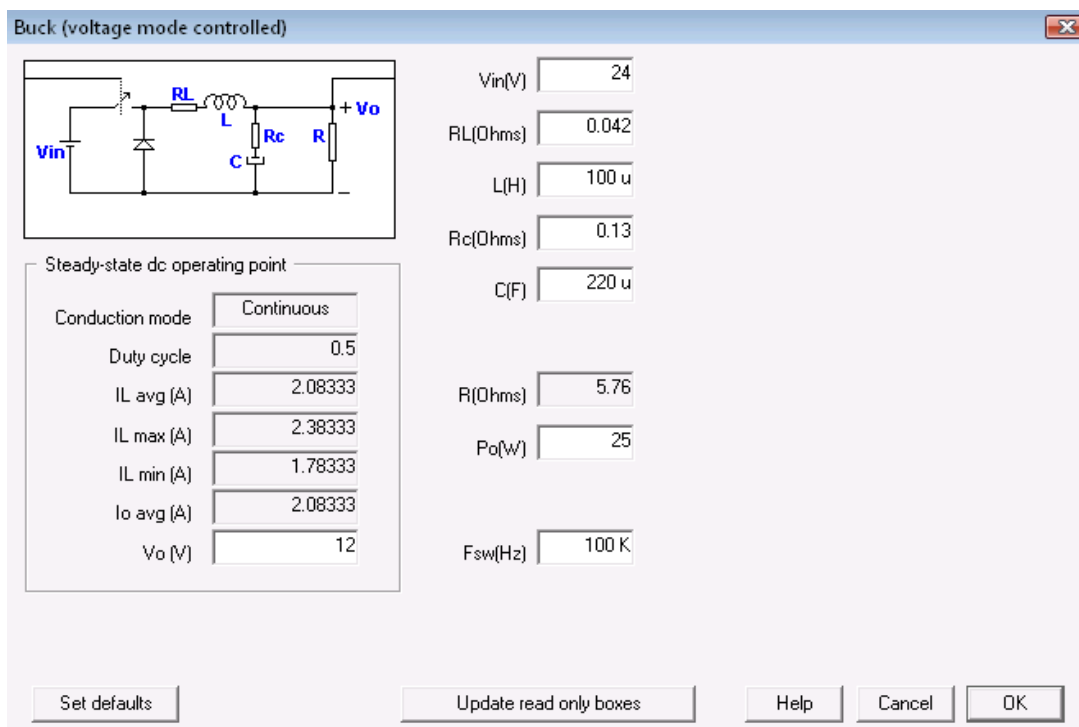 Buck (voltage mode controlled)
RL
L
+ Vo
Rc
R
Vin
C
Vin(V) 24
RL(Ohms) 0.042
L(H) 100 u
Rc(Ohms) 0.13
C(F) 220 u
Steady-state dc operating point
Conduction mode Continuous
Duty cycle 0.5
IL avg (A) 2.08333
IL max (A) 2.38333
IL min (A) 1.78333
Io avg (A) 2.08333
Vo (V) 12
R(Ohms) 5.76
Po(W) 25
Fsw(Hz) 100 K
Set defaults
Update read only boxes
Help
Cancel
OK